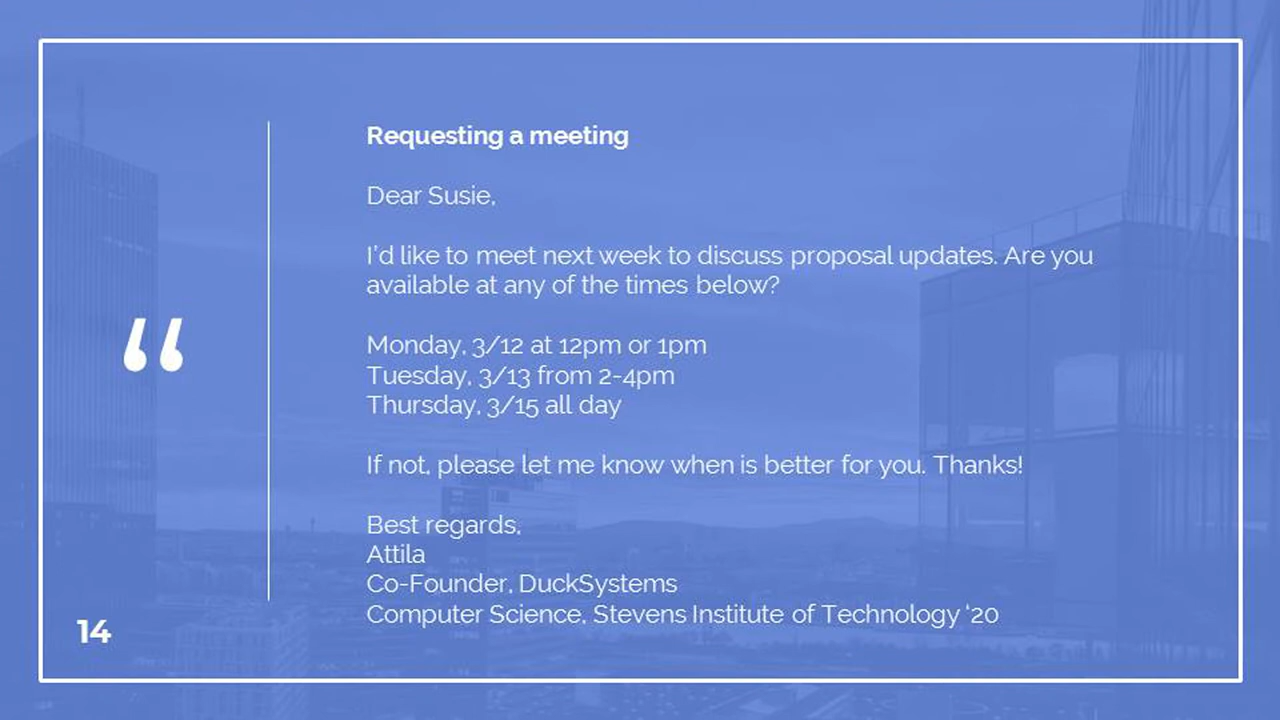 Requesting a meeting
Dear Susie,
I’d like to meet next week to discuss proposal updates. Are you
available at any of the times below?
Monday, 3/12 at 12pm or 1pm
Tuesday, 3/13 from 2-4pm
Thursday, 3/15 all day
“
If not, please let me know when is better for you. Thanks!
Best regards,
Attila
Co-Founder, DuckSystems
Computer Science, Stevens Institute of Technology ‘20
14